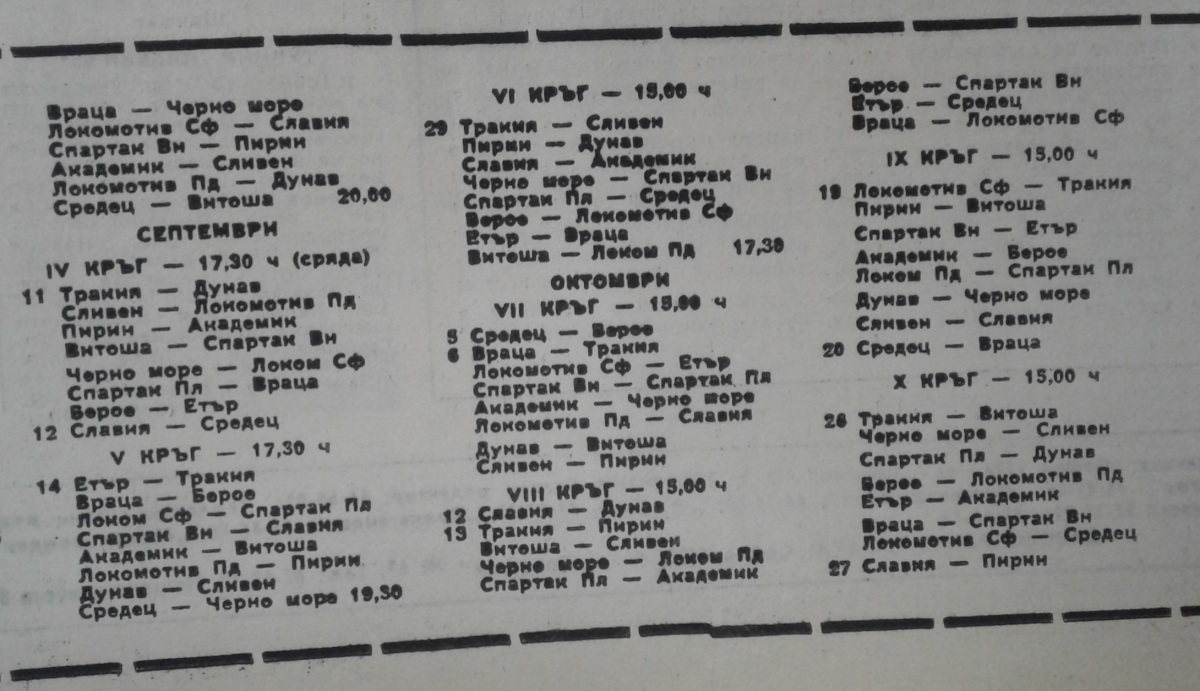 Враца — Черно море
Локомотив Сф — Славия
Спартак Вн — Пирин
Академик — Сливен
Локомотив Пд — Дунав
Средец — Витоша 20,00
СЕПТЕМВРИ
IV КРЪГ — 17,30 ч (сряда)
11 Тракия — Дунав
Сливен — Локомотив Пд
Пирин — Академик
Витоша — Спартак Вн
Черно море — Локом Сф
Спартак Пл — Враца
Берое — Етър
12 Славия — Средец
V КРЪГ — 17,30 ч
14 Етър — Тракия
Враца — Берое
Локом Сф — Спартак Пл
Спартак Вн — Славия
Академик — Витоша
Локомотив Пд — Пирин
Дунав — Сливен
Средец — Черно море 19,30
VI КРЪГ — 15,00 ч
29 Тракия — Сливен
Пирин — Дунав
Славия — Академик
Черно море — Спартак Вн
Спартак Пл — Средец
Берое — Локомотив Сф
Етър — Враца
Витоша — Локом Пд 17,30
ОКТОМВРИ
VII КРЪГ — 15,00 ч
5 Средец — Берое
6 Враца — Тракия
Локомотив Сф — Етър
Спартак Вн — Спартак Пл
Академик — Черно море
Локомотив Пд — Славия
Дунав — Витоша
Сливен — Пирин
VIII КРЪГ — 15,00 ч
12 Славия — Дунав
13 Тракия — Пирин
Витоша — Сливен
Черно море — Локом Пд
Спартак Пл — Академик
Берое — Спартак Вн
Етър — Средец
Враца — Локомотив Сф
IX КРЪГ — 15,00 ч
19 Локомотив Сф — Тракия
Пирин — Витоша
Спартак Вн — Етър
Академик — Берое
Локом Пд — Спартак Пл
Дунав — Черно море
Сливен — Славия
20 Средец — Враца
X КРЪГ — 15,00 ч
26 Тракия — Витоша
Черно море — Сливен
Спартак Пл — Дунав
Берое — Локомотив Пд
Етър — Академик
Враца — Спартак Вн
Локомотив Сф — Средец
27 Славия — Пирин